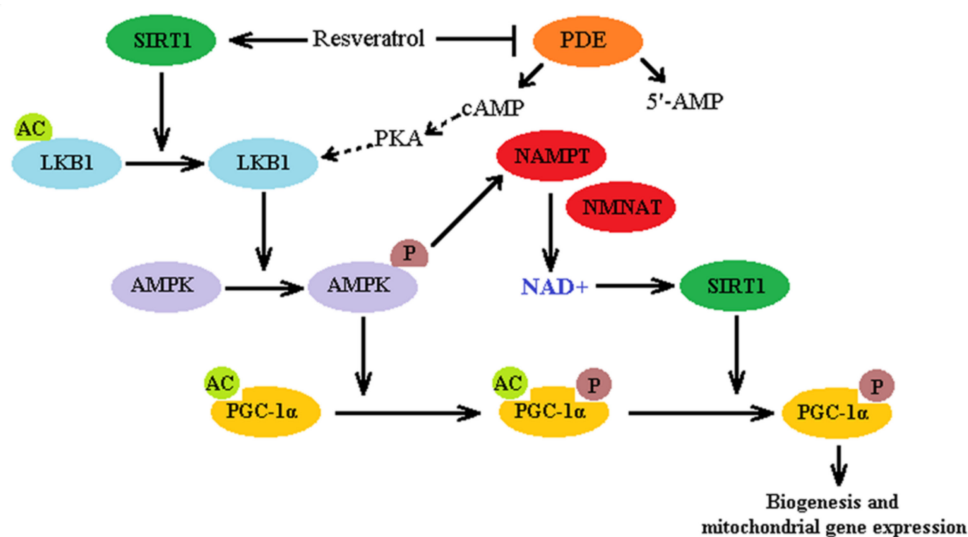 SIRT1
Resveratrol
PDE
cAMP
5'-AMP
AC
PKA
LKB1
LKB1
NAMPT
NMNAT
P
AMPK
AMPK
NAD+
SIRT1
AC
AC
P
P
PGC-1α
PGC-1α
PGC-1α
Biogenesis and
mitochondrial gene expression